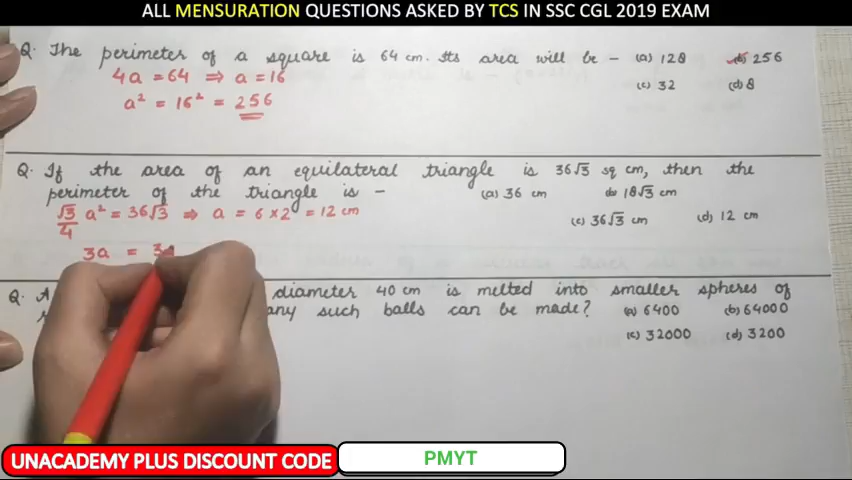 ALL MENSURATION QUESTIONS ASKED BY TCS IN SSC CGL 2019 EXAM
Q. The perimeter of a square is 64 cm. Its area will be - (a) 128 (b) 256
4a = 64 ⇒ a = 16 (c) 32 (d) 8
a² = 16² = 256
Q. If the area of an equilateral triangle is 36√3 sq cm, then the
perimeter of the triangle is - (a) 36 cm (b) 18√3 cm
√3/4 a² = 36√3 ⇒ a = 6 × 2 = 12 cm (c) 36√3 cm (d) 12 cm
3a = 3
Q. A diameter 40 cm is melted into smaller spheres of
any such balls can be made? (a) 6400 (b) 64000
(c) 32000 (d) 3200
UNACADEMY PLUS DISCOUNT CODE PMYT